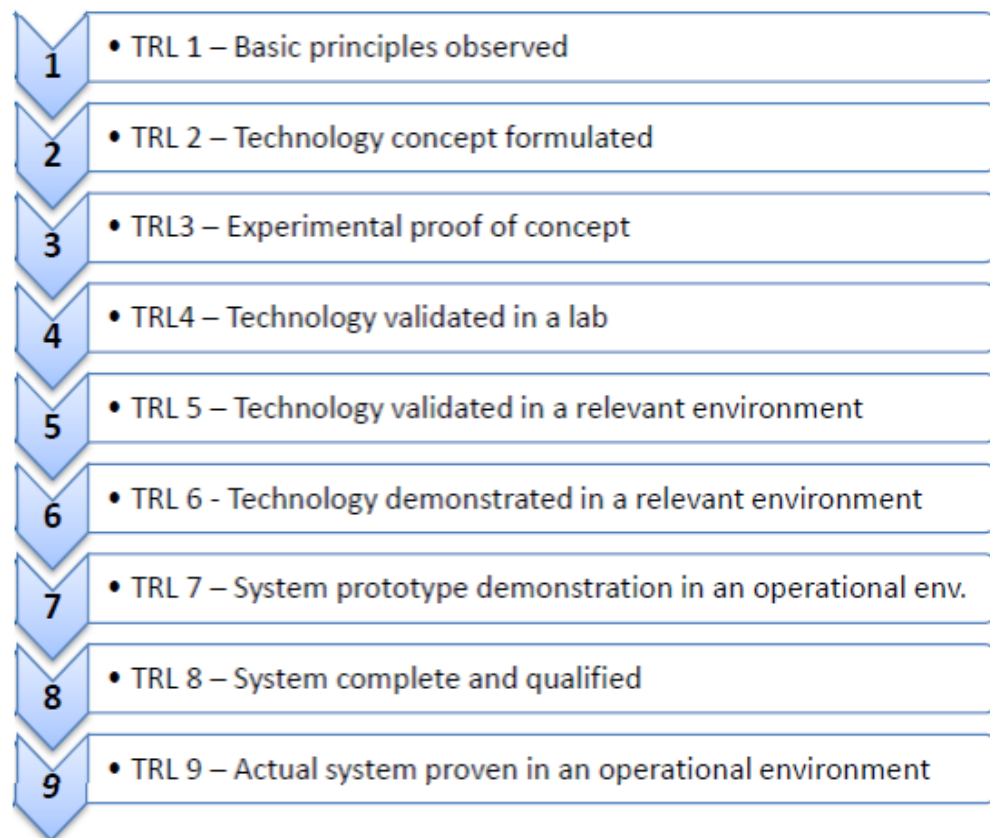 1
• TRL 1 – Basic principles observed
2
• TRL 2 – Technology concept formulated
3
• TRL3 – Experimental proof of concept
4
• TRL4 – Technology validated in a lab
5
• TRL 5 – Technology validated in a relevant environment
6
• TRL 6 - Technology demonstrated in a relevant environment
7
• TRL 7 – System prototype demonstration in an operational env.
8
• TRL 8 – System complete and qualified
9
• TRL 9 – Actual system proven in an operational environment